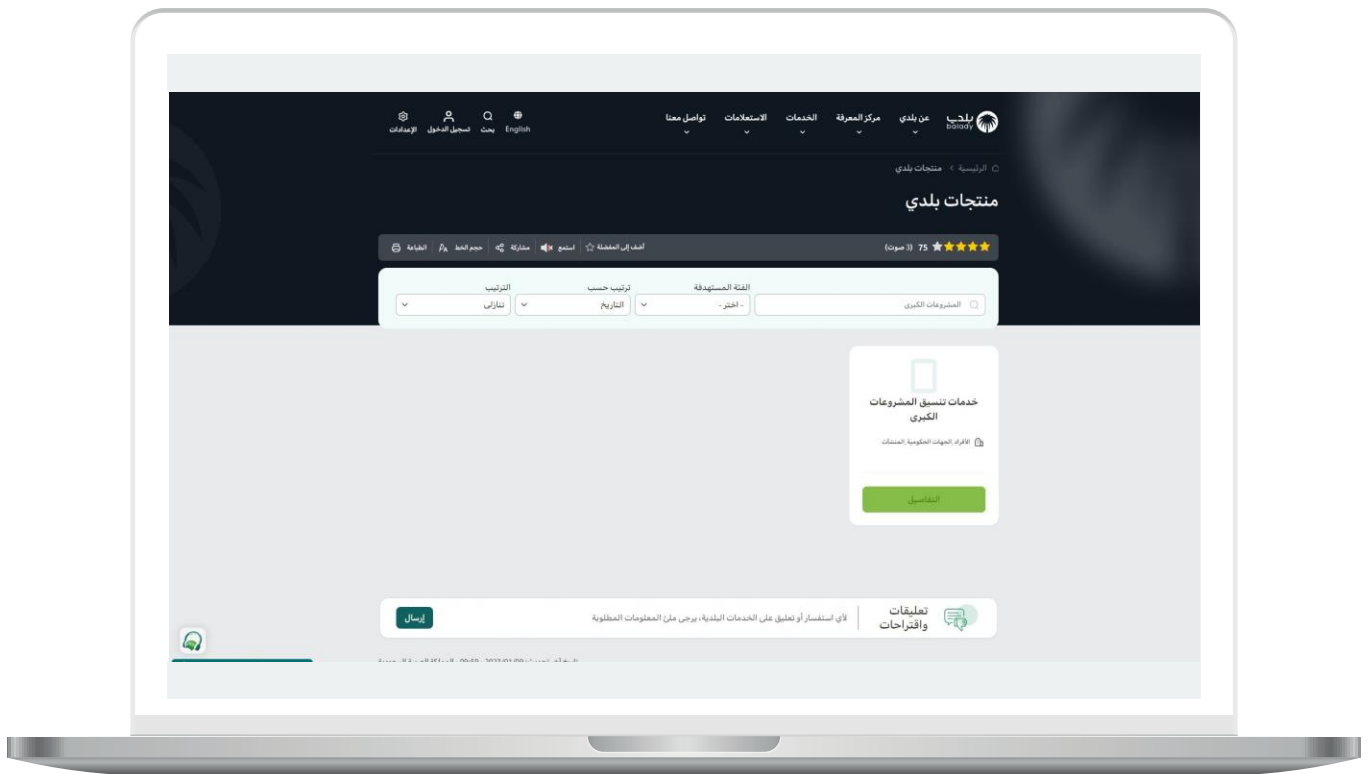 بلدي
balady
عن بلدي
مركز المعرفة
الخدمات
الاستعلامات
تواصل معنا
English
بحث
تسجيل الدخول
الإعدادات
الرئيسية > منتجات بلدي
منتجات بلدي
75 (3 صوت)
أضف إلى المفضلة
استمع
مشاركة
حجم الخط
الطباعة
الفئة المستهدفة
ترتيب حسب
الترتيب
المشروعات الكبرى
- اختر -
التاريخ
تنازلي
خدمات تنسيق المشروعات
الكبرى
الأفراد, الجهات الحكومية, المنشآت
التفاصيل
تعليقات
واقتراحات
لأي استفسار أو تعليق على الخدمات البلدية، يرجى ملئ المعلومات المطلوبة
إرسال